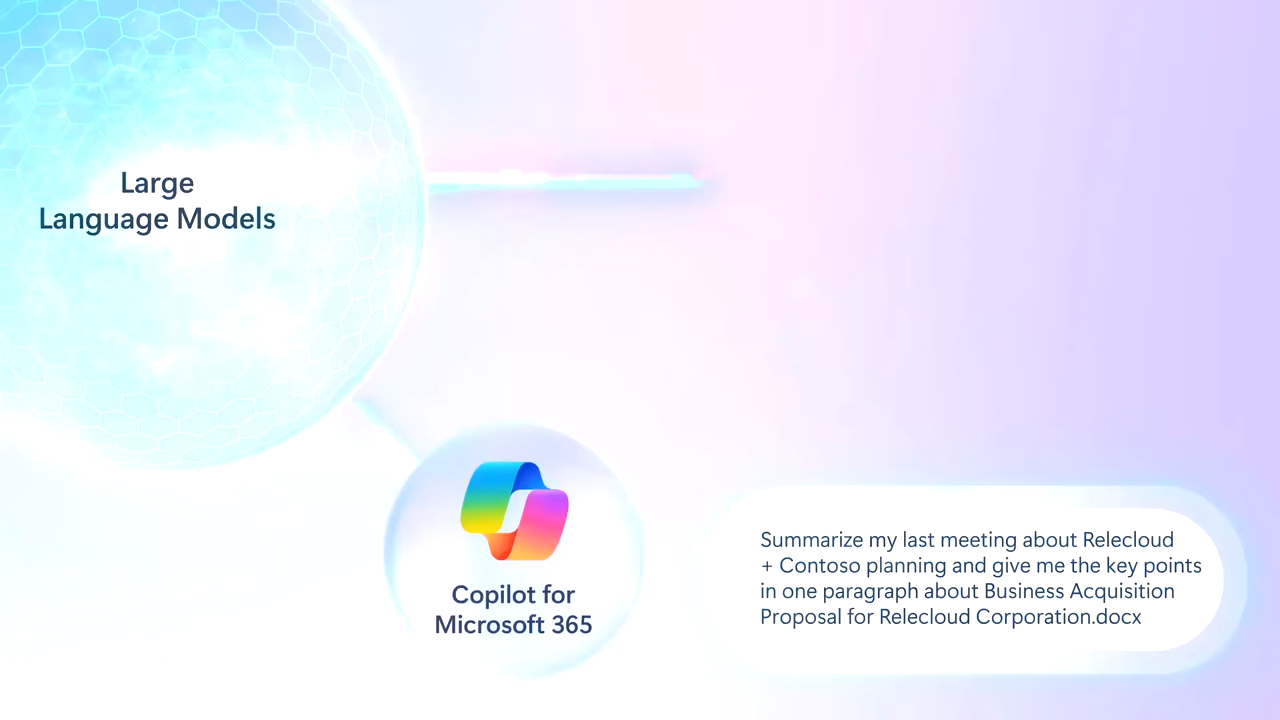 Large
Language Models
Copilot for
Microsoft 365
Summarize my last meeting about Relecloud
+ Contoso planning and give me the key points
in one paragraph about Business Acquisition
Proposal for Relecloud Corporation.docx